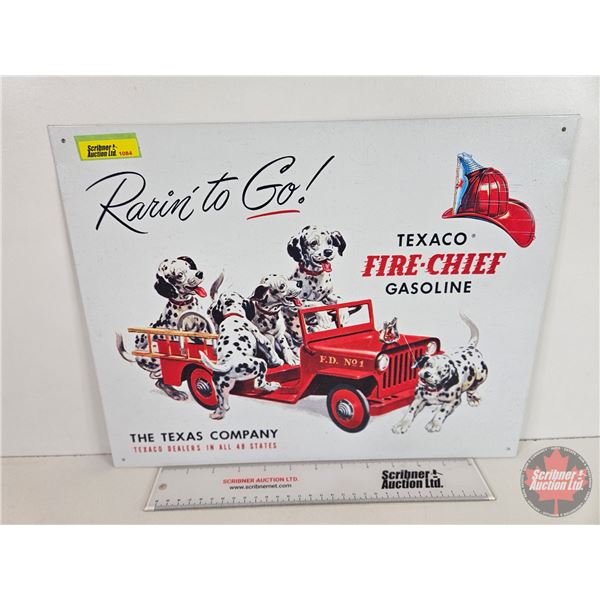 Scribner
Auction Ltd. 1084
Rarin' to Go!
TEXACO®
FIRE-CHIEF
GASOLINE
F.D. No 1
THE TEXAS COMPANY
TEXACO DEALERS IN ALL 48 STATES
SCRIBNER AUCTION LTD.
www.scribnernet.com
Scribner
Auction Ltd.
Scribner
Auction Ltd.